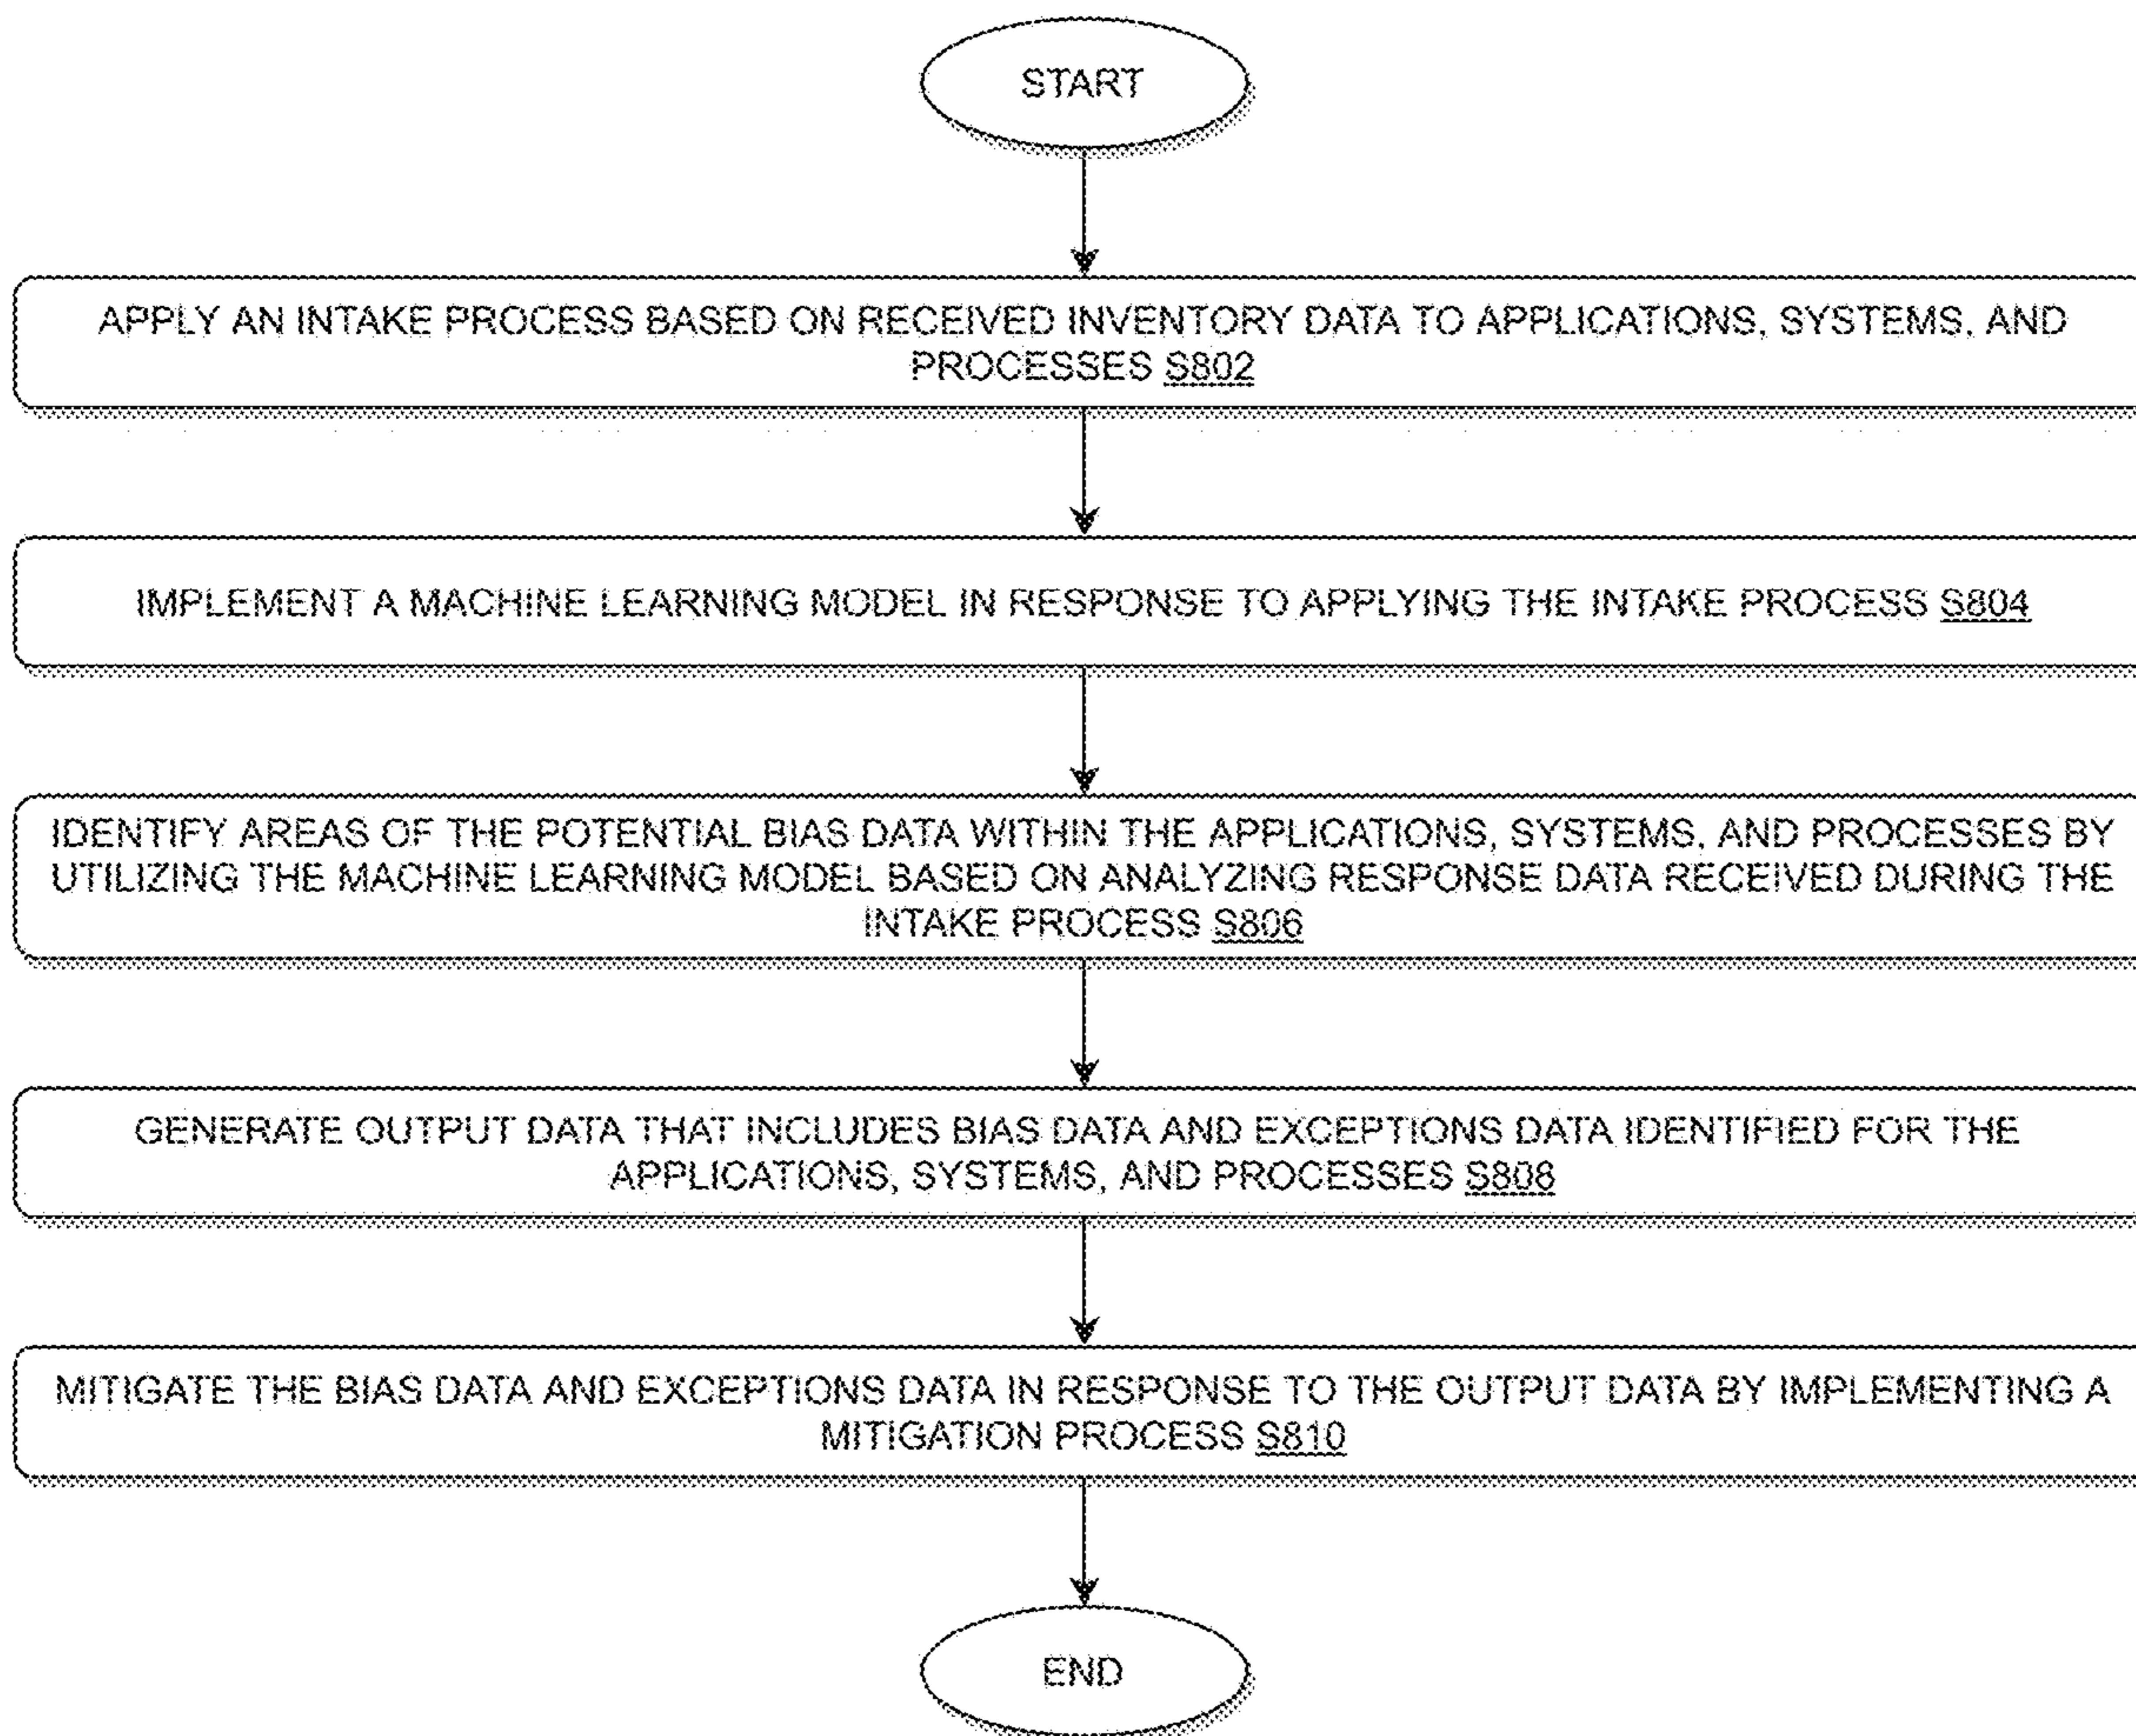 START
APPLY AN INTAKE PROCESS BASED ON RECEIVED INVENTORY DATA TO APPLICATIONS, SYSTEMS, AND
PROCESSES S802
IMPLEMENT A MACHINE LEARNING MODEL IN RESPONSE TO APPLYING THE INTAKE PROCESS S804
IDENTIFY AREAS OF THE POTENTIAL BIAS DATA WITHIN THE APPLICATIONS, SYSTEMS, AND PROCESSES BY
UTILIZING THE MACHINE LEARNING MODEL BASED ON ANALYZING RESPONSE DATA RECEIVED DURING THE
INTAKE PROCESS S806
GENERATE OUTPUT DATA THAT INCLUDES BIAS DATA AND EXCEPTIONS DATA IDENTIFIED FOR THE
APPLICATIONS, SYSTEMS, AND PROCESSES S808
MITIGATE THE BIAS DATA AND EXCEPTIONS DATA IN RESPONSE TO THE OUTPUT DATA BY IMPLEMENTING A
MITIGATION PROCESS S810
END